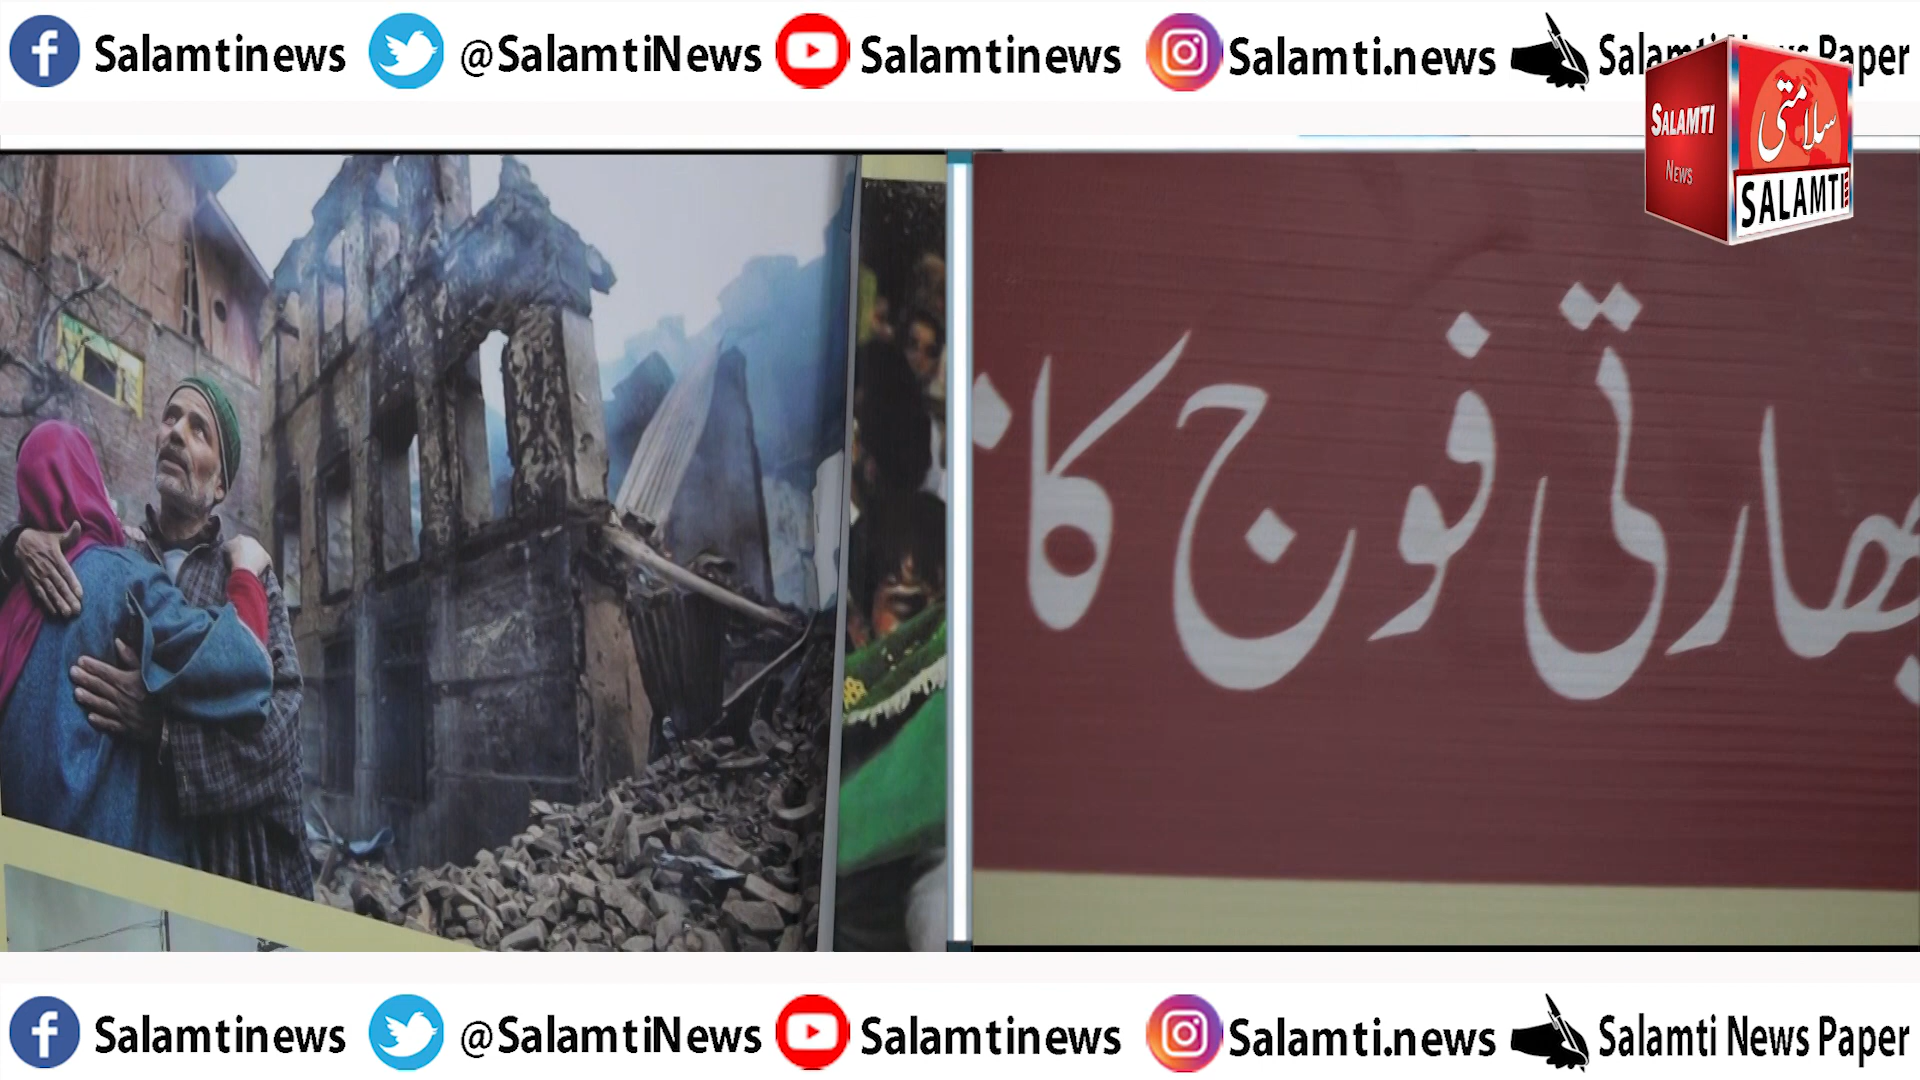 Salamtinews @SalamtiNews Salamtinews Salamti.news Salamti News Paper
SALAMTI
NEWS
سلامتی
SALAMTI
بھارتی فوج کا
Salamtinews @SalamtiNews Salamtinews Salamti.news Salamti News Paper